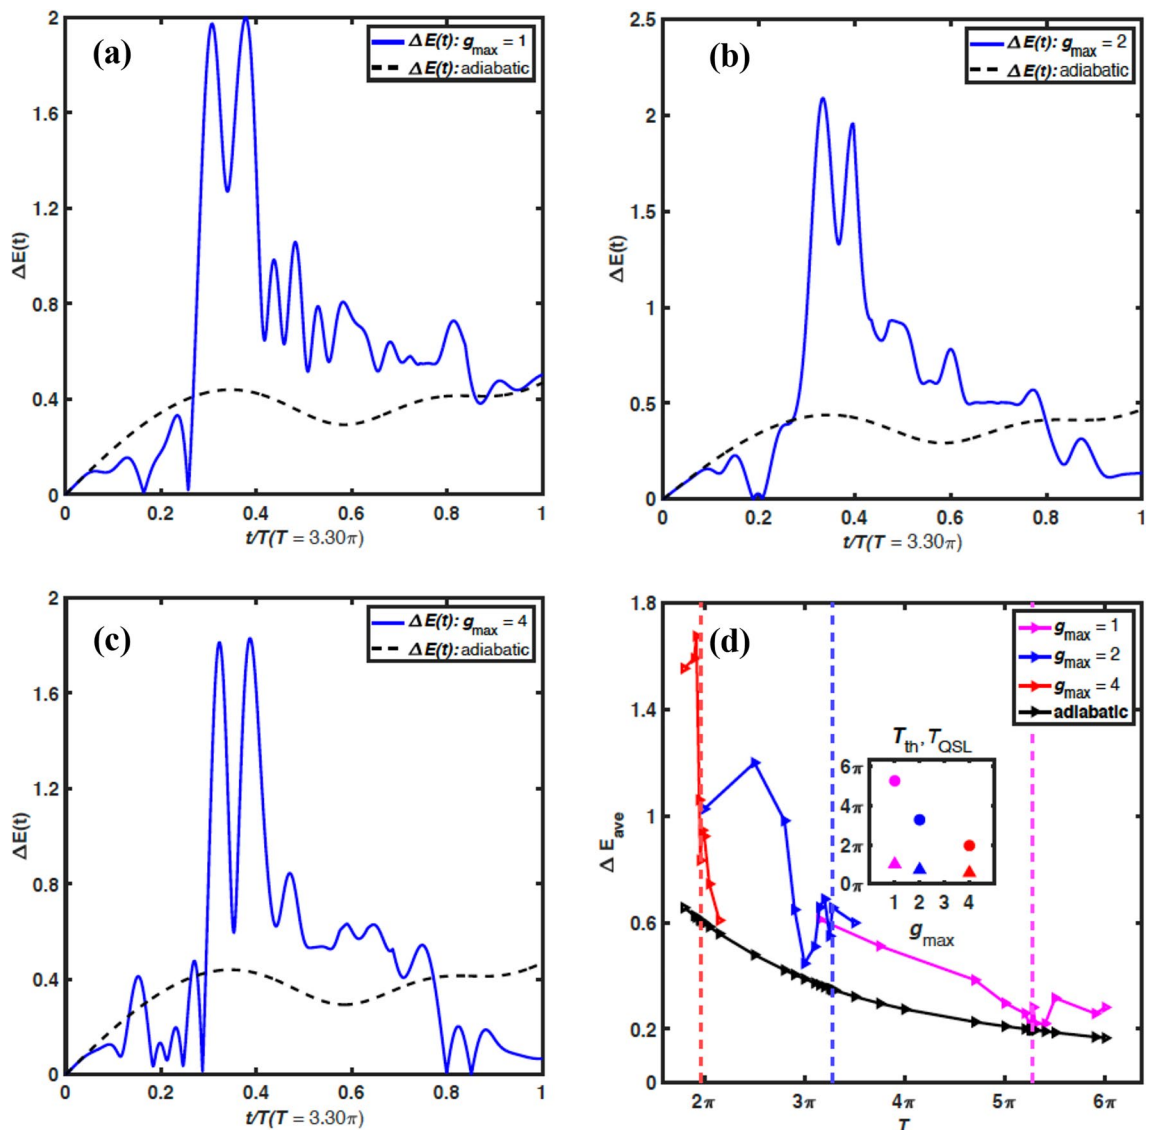 (a)
ΔE(t): g_max = 1
ΔE(t): adiabatic
2
1.6
1.2
0.8
0.4
0
ΔE(t)
0 0.2 0.4 0.6 0.8 1
t/T(T = 3.30π)
(b)
ΔE(t): g_max = 2
ΔE(t): adiabatic
2.5
2
1.5
1
0.5
0
ΔE(t)
0 0.2 0.4 0.6 0.8 1
t/T(T = 3.30π)
(c)
ΔE(t): g_max = 4
ΔE(t): adiabatic
2
1.6
1.2
0.8
0.4
0
ΔE(t)
0 0.2 0.4 0.6 0.8 1
t/T(T = 3.30π)
(d)
g_max = 1
g_max = 2
g_max = 4
adiabatic
1.8
1.4
1
0.6
0.2
0
Δ E_ave
T_th, T_QSL
6π
4π
2π
0π
1 2 3 4
g_max
2π 3π 4π 5π 6π
T